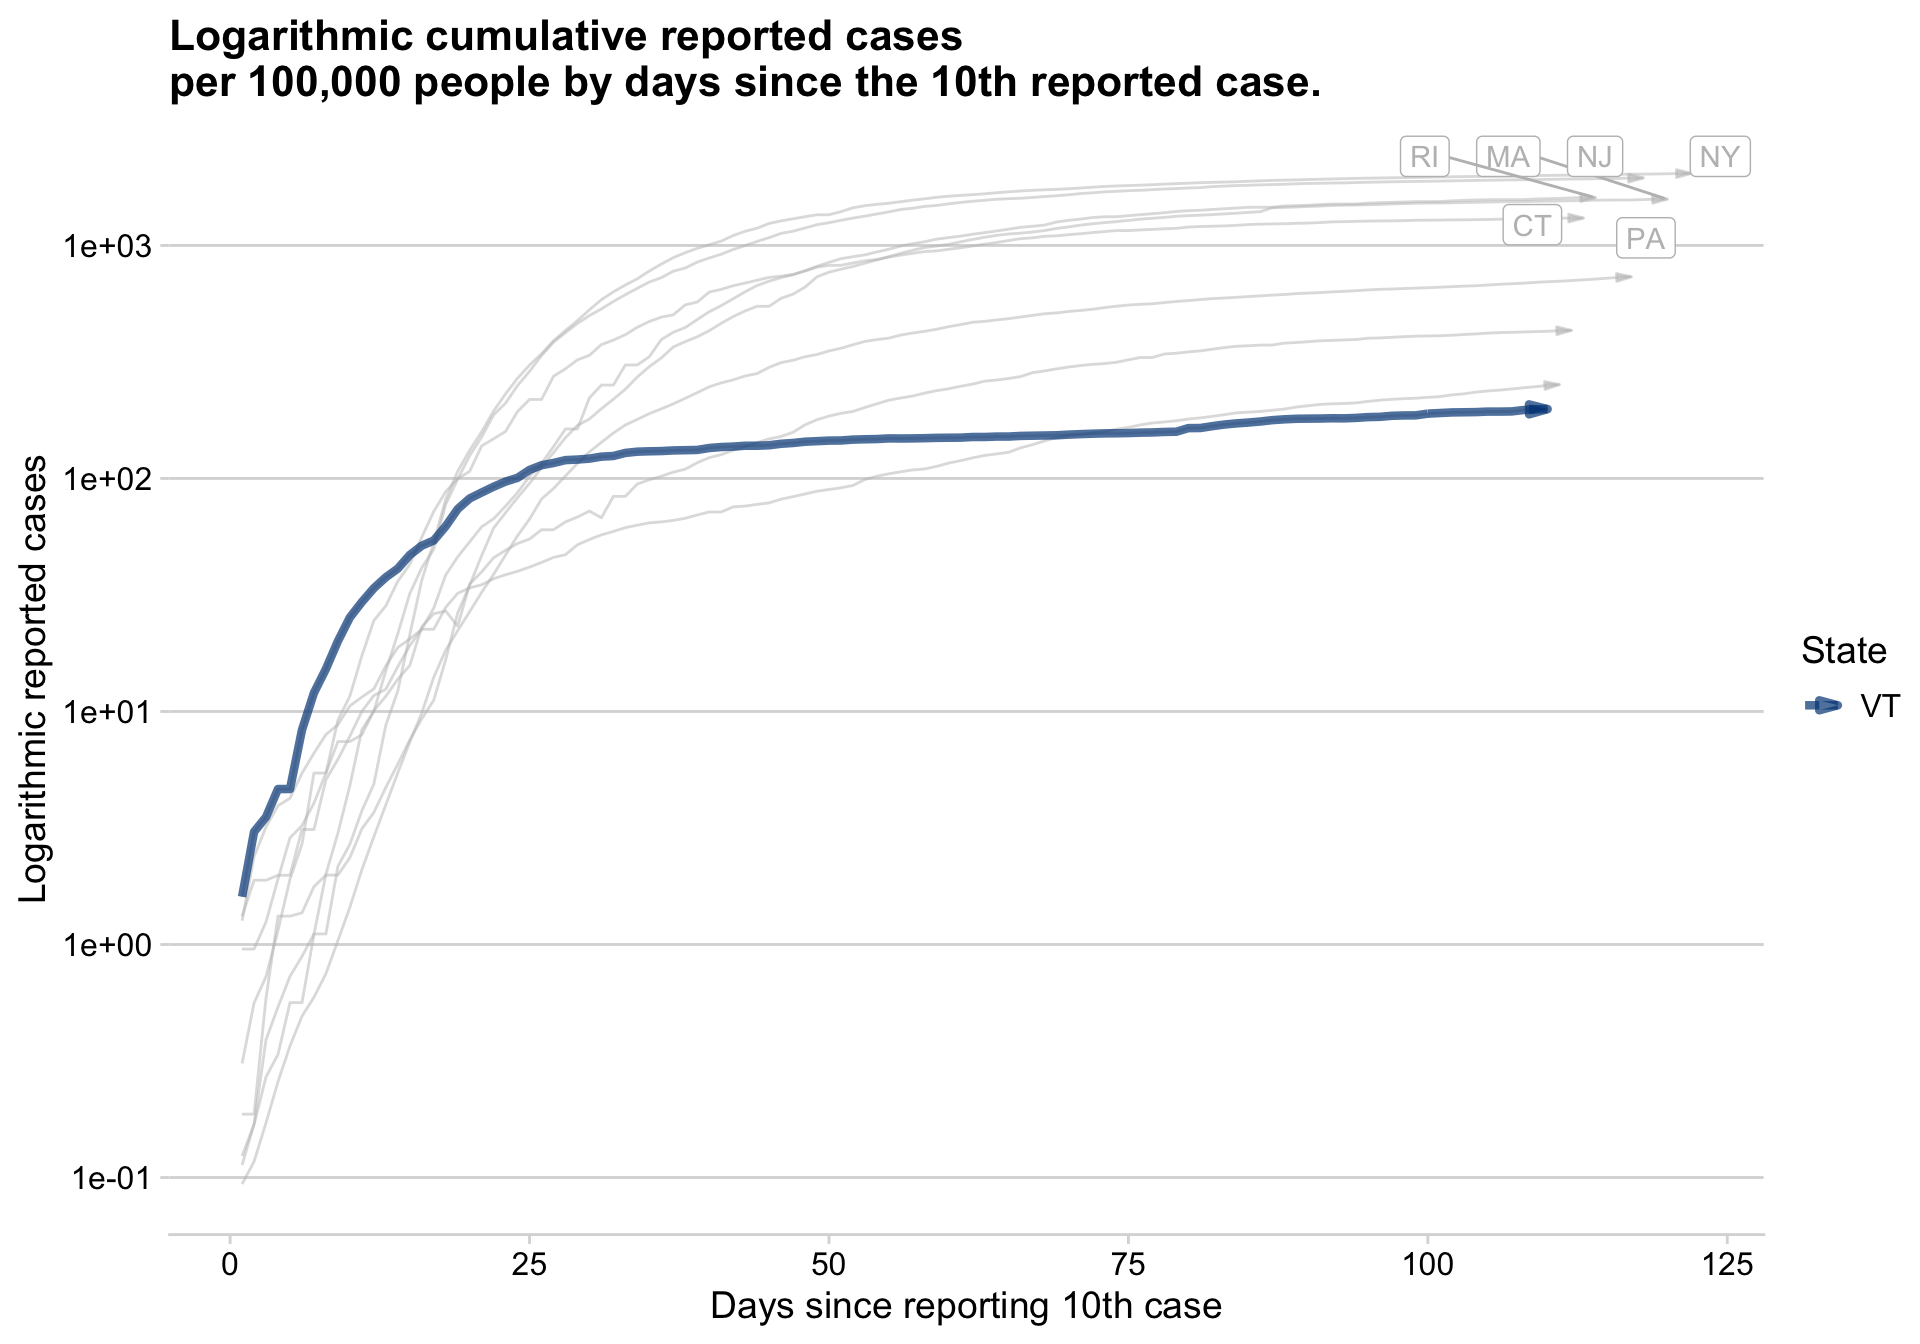 Logarithmic cumulative reported cases
per 100,000 people by days since the 10th reported case.
RI
MA
NJ
NY
CT
PA
1e+03
1e+02
1e+01
1e+00
1e-01
Logarithmic reported cases
State
VT
0
25
50
75
100
125
Days since reporting 10th case